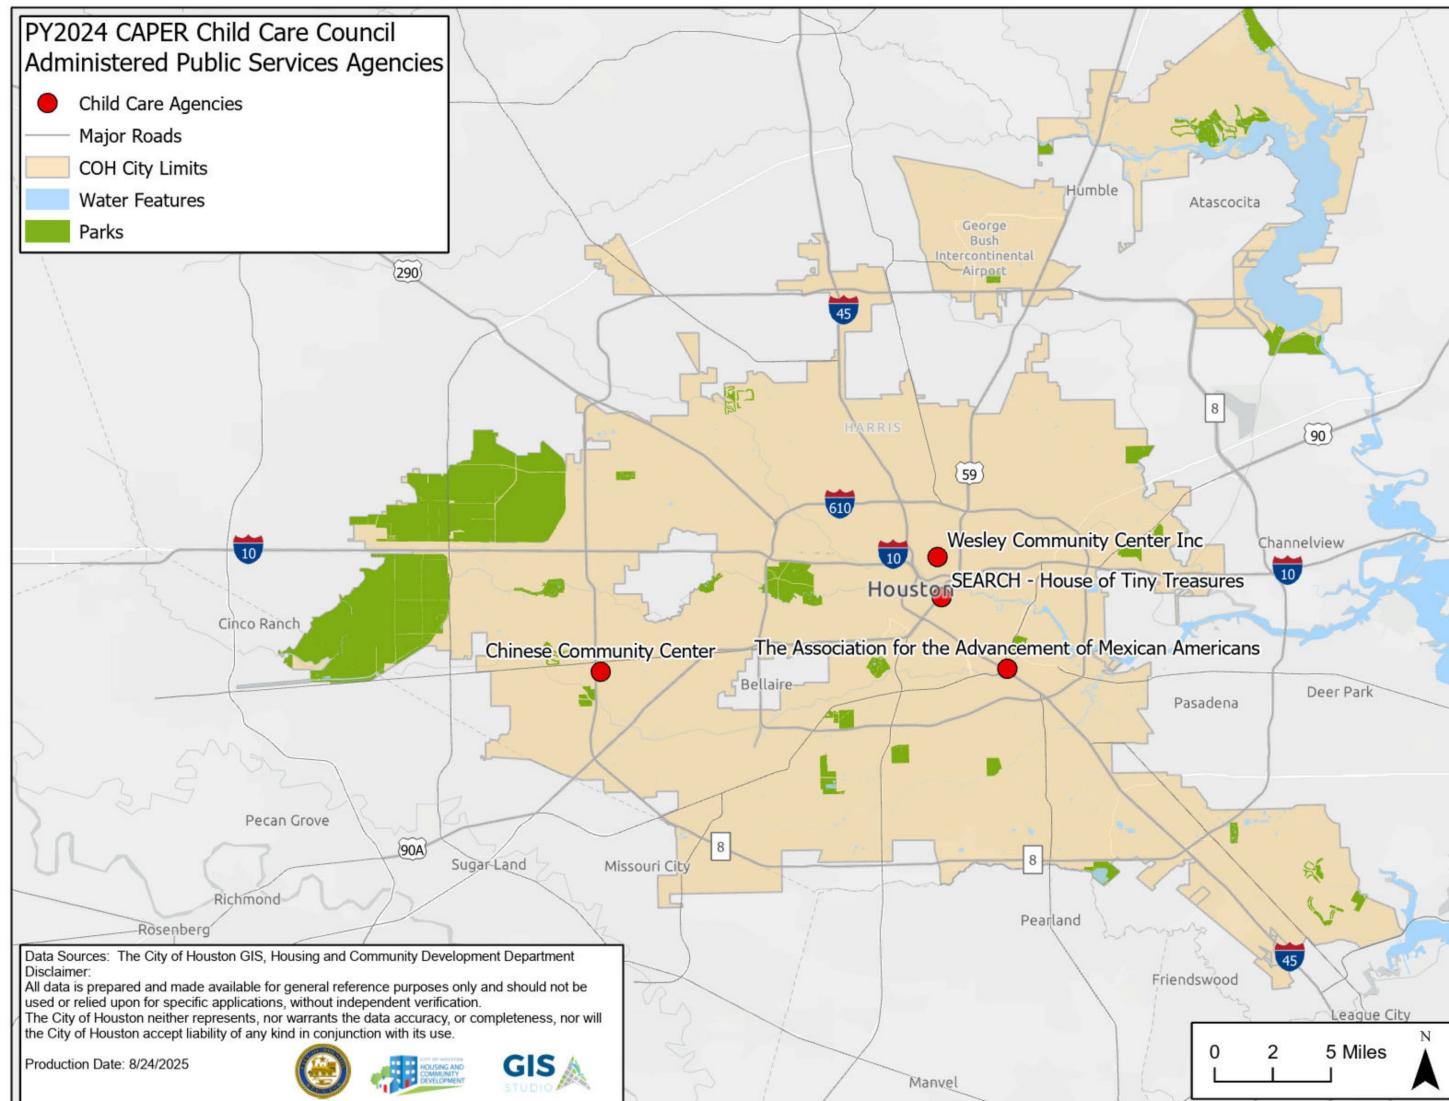 PY2024 CAPER Child Care Council
Administered Public Services Agencies
Child Care Agencies
Major Roads
COH City Limits
Water Features
Parks
Humble
Atascocita
George
Bush
Intercontinental
Airport
290
45
8
HARRIS
90
59
610
Wesley Community Center Inc
10
10
Channelview
10
SEARCH - House of Tiny Treasures
Houston
Cinco Ranch
Chinese Community Center
The Association for the Advancement of Mexican Americans
Bellaire
Deer Park
Pasadena
Pecan Grove
90A
8
8
Sugar Land
Missouri City
Richmond
Pearland
Rosenberg
45
Friendswood
League City
Manvel
Data Sources: The City of Houston GIS, Housing and Community Development Department
Disclaimer:
All data is prepared and made available for general reference purposes only and should not be
used or relied upon for specific applications, without independent verification.
The City of Houston neither represents, nor warrants the data accuracy, or completeness, nor will
the City of Houston accept liability of any kind in conjunction with its use.
Production Date: 8/24/2025
CITY OF HOUSTON
HOUSING AND
COMMUNITY
DEVELOPMENT
GIS
STUDIO
0 2 5 Miles
N